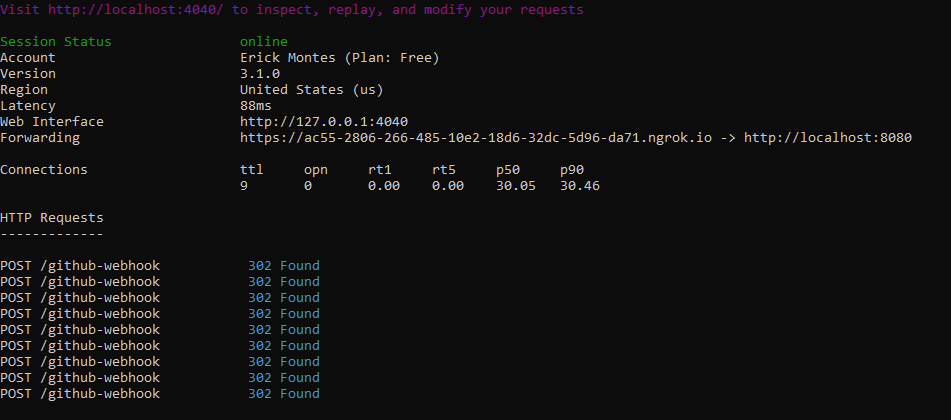 Visit http://localhost:4040/ to inspect, replay, and modify your requests
Session Status online
Account Erick Montes (Plan: Free)
Version 3.1.0
Region United States (us)
Latency 88ms
Web Interface http://127.0.0.1:4040
Forwarding https://ac55-2806-266-485-10e2-18d6-32dc-5d96-da71.ngrok.io -> http://localhost:8080
Connections ttl opn rt1 rt5 p50 p90
9 0 0.00 0.00 30.05 30.46
HTTP Requests
-------------
POST /github-webhook 302 Found
POST /github-webhook 302 Found
POST /github-webhook 302 Found
POST /github-webhook 302 Found
POST /github-webhook 302 Found
POST /github-webhook 302 Found
POST /github-webhook 302 Found
POST /github-webhook 302 Found
POST /github-webhook 302 Found